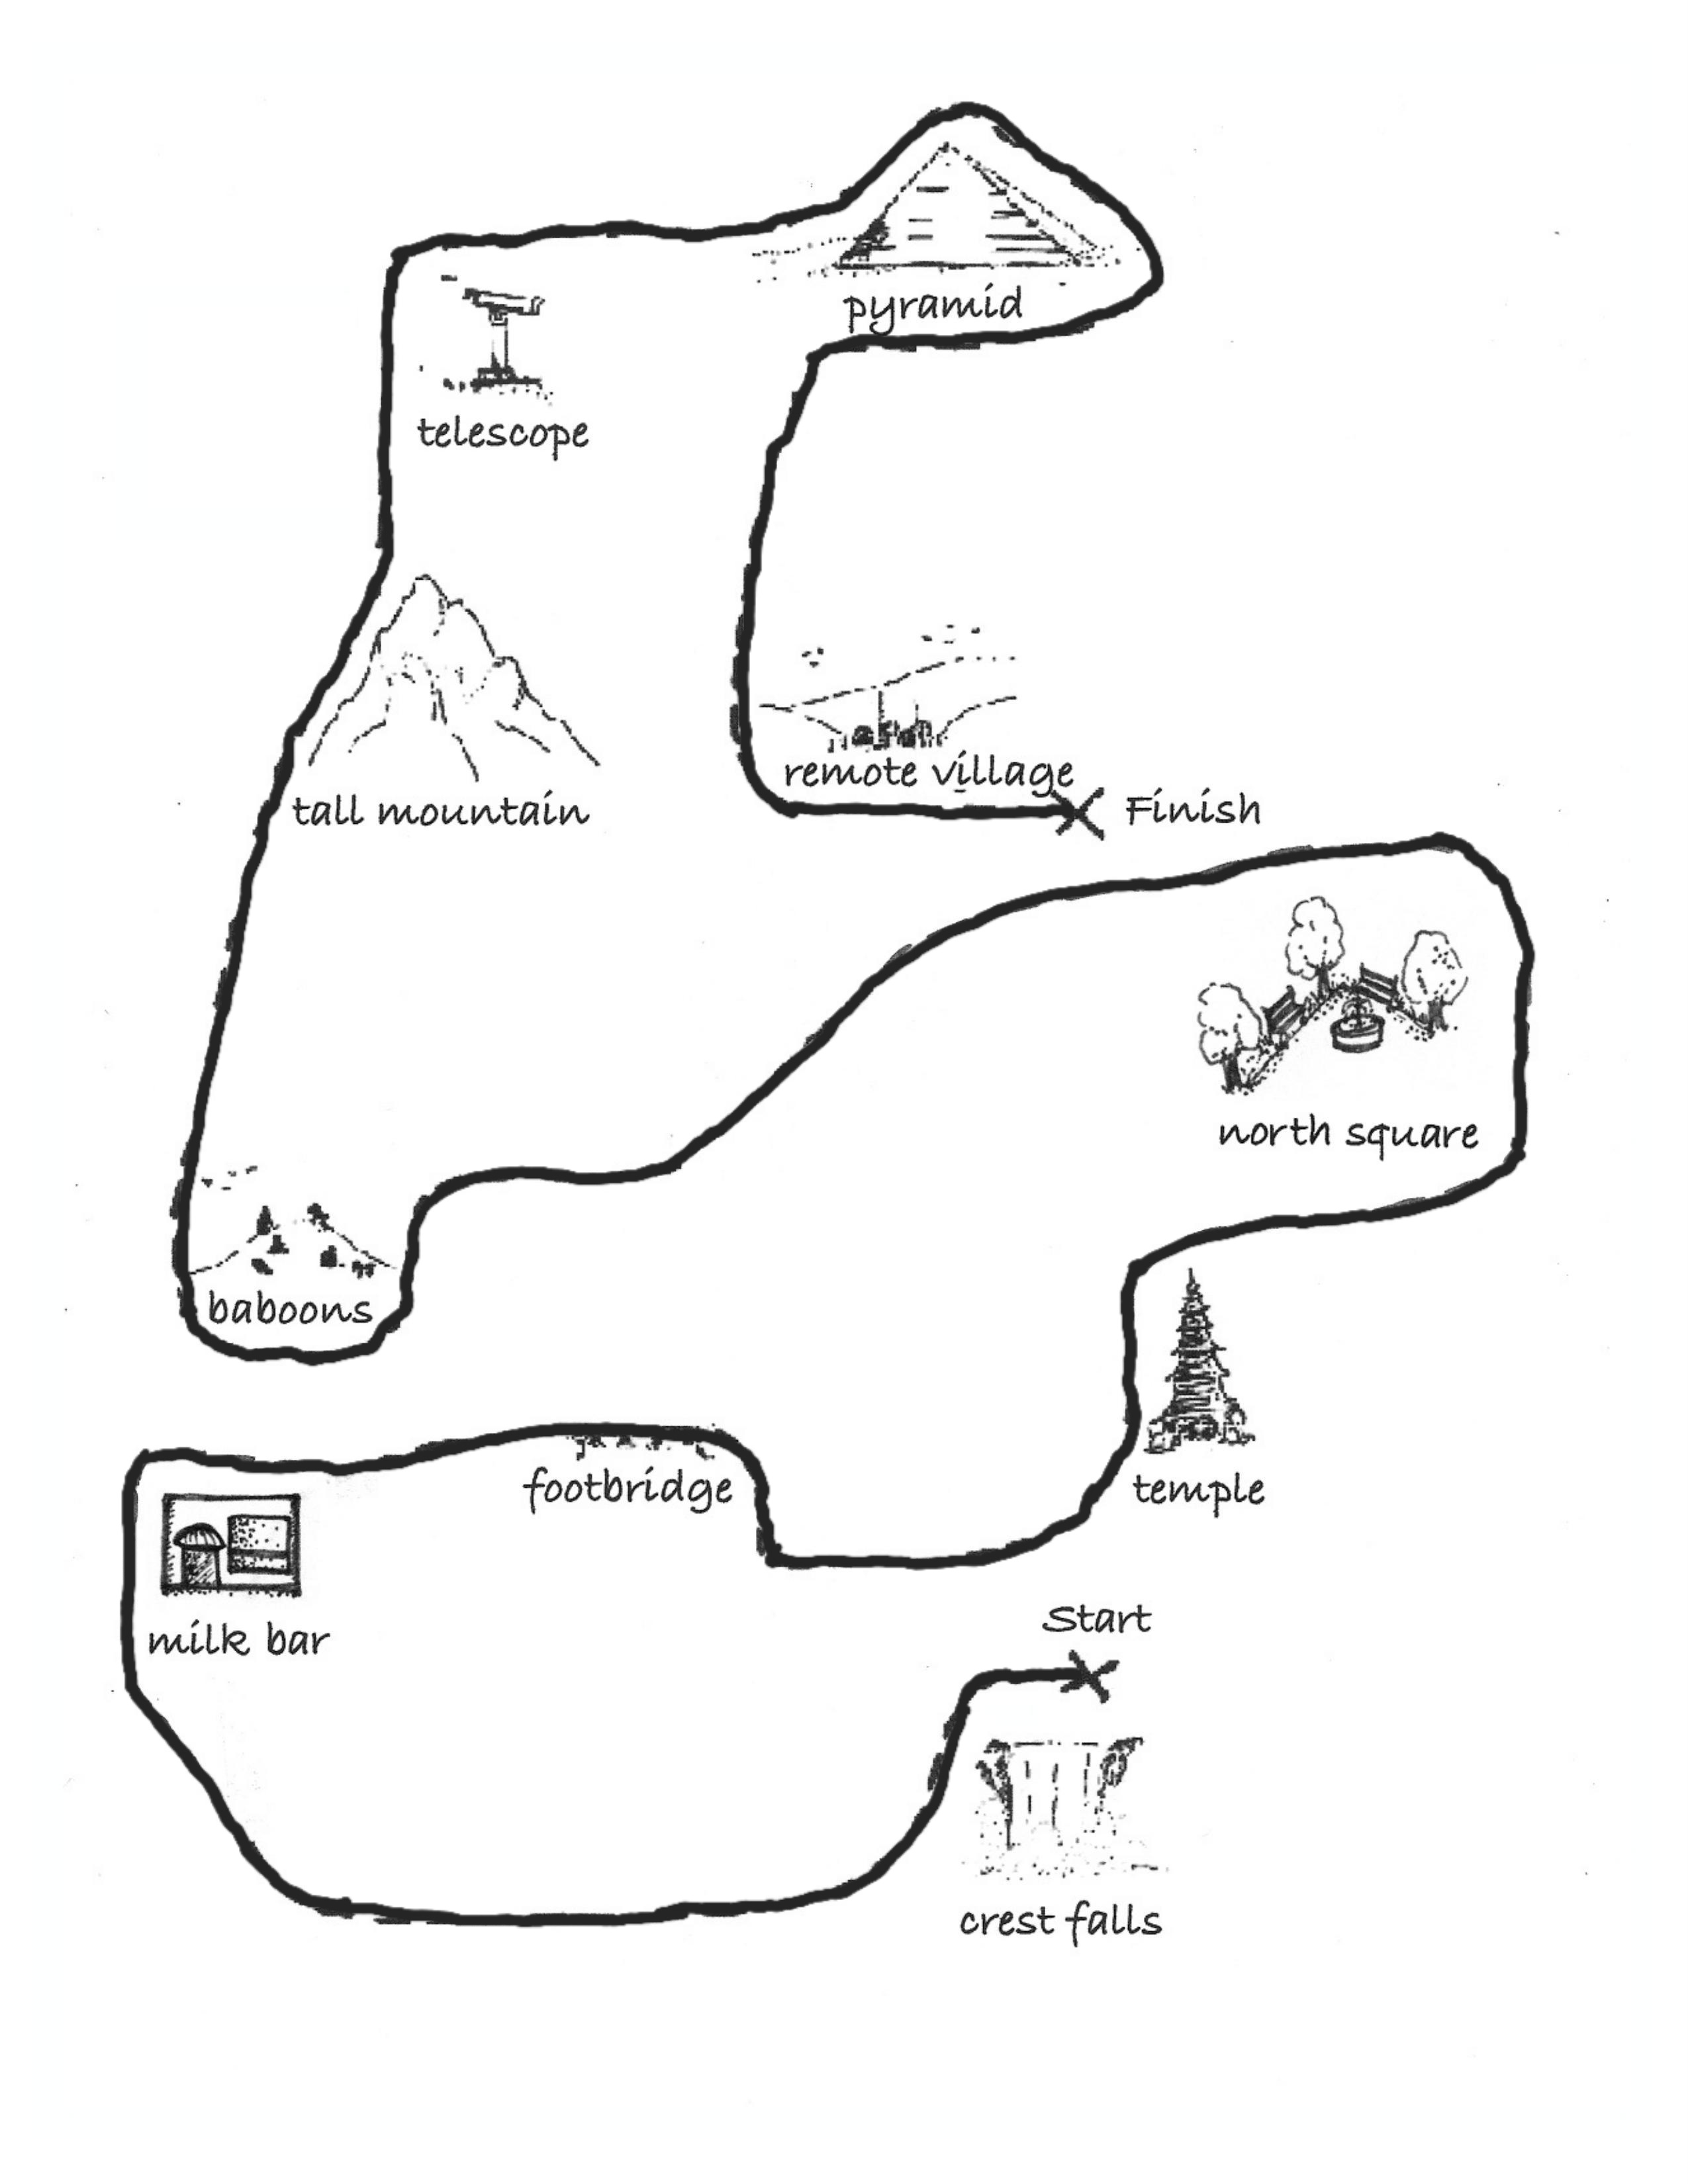 pyramid
telescope
remote village
tall mountain
Finish
north square
baboons
temple
footbridge
Start
milk bar
crest falls